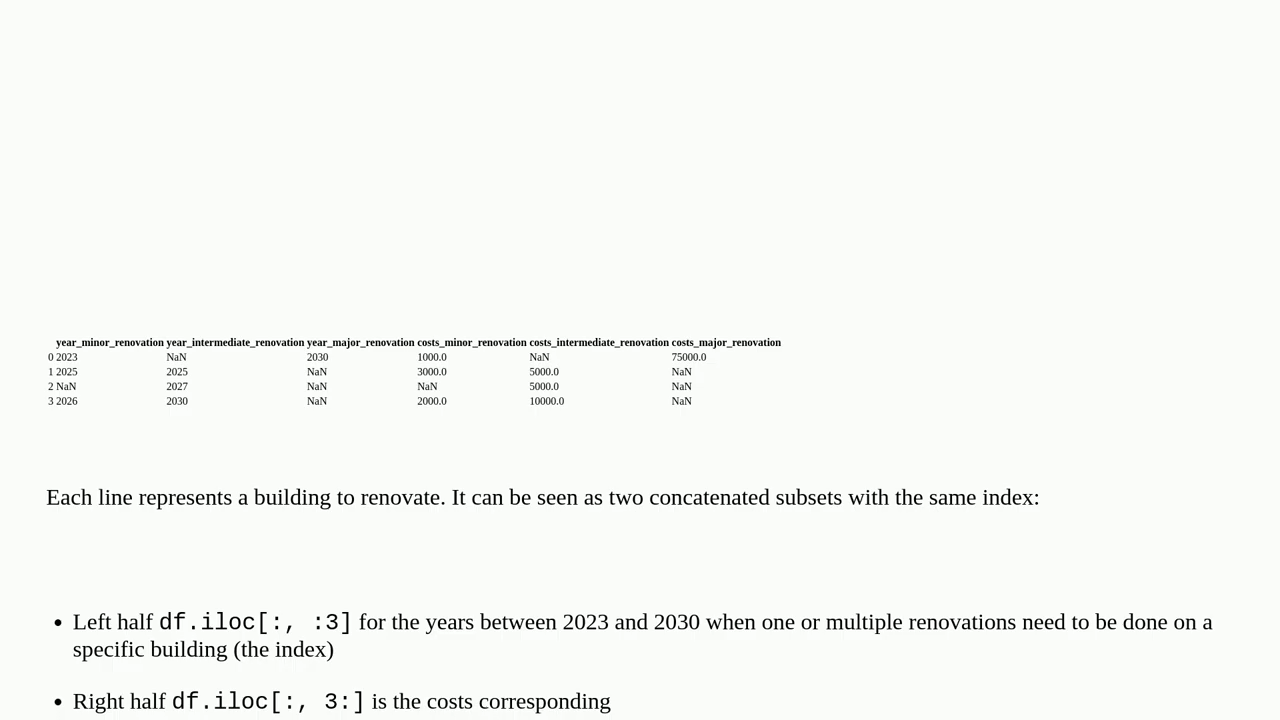 year_minor_renovation year_intermediate_renovation year_major_renovation costs_minor_renovation costs_intermediate_renovation costs_major_renovation
0 2023 NaN 2030 1000.0 NaN 75000.0
1 2025 2025 NaN 3000.0 5000.0 NaN
2 NaN 2027 NaN NaN 5000.0 NaN
3 2026 2030 NaN 2000.0 10000.0 NaN
Each line represents a building to renovate. It can be seen as two concatenated subsets with the same index:
• Left half df.iloc[:, :3] for the years between 2023 and 2030 when one or multiple renovations need to be done on a
specific building (the index)
• Right half df.iloc[:, 3:] is the costs corresponding